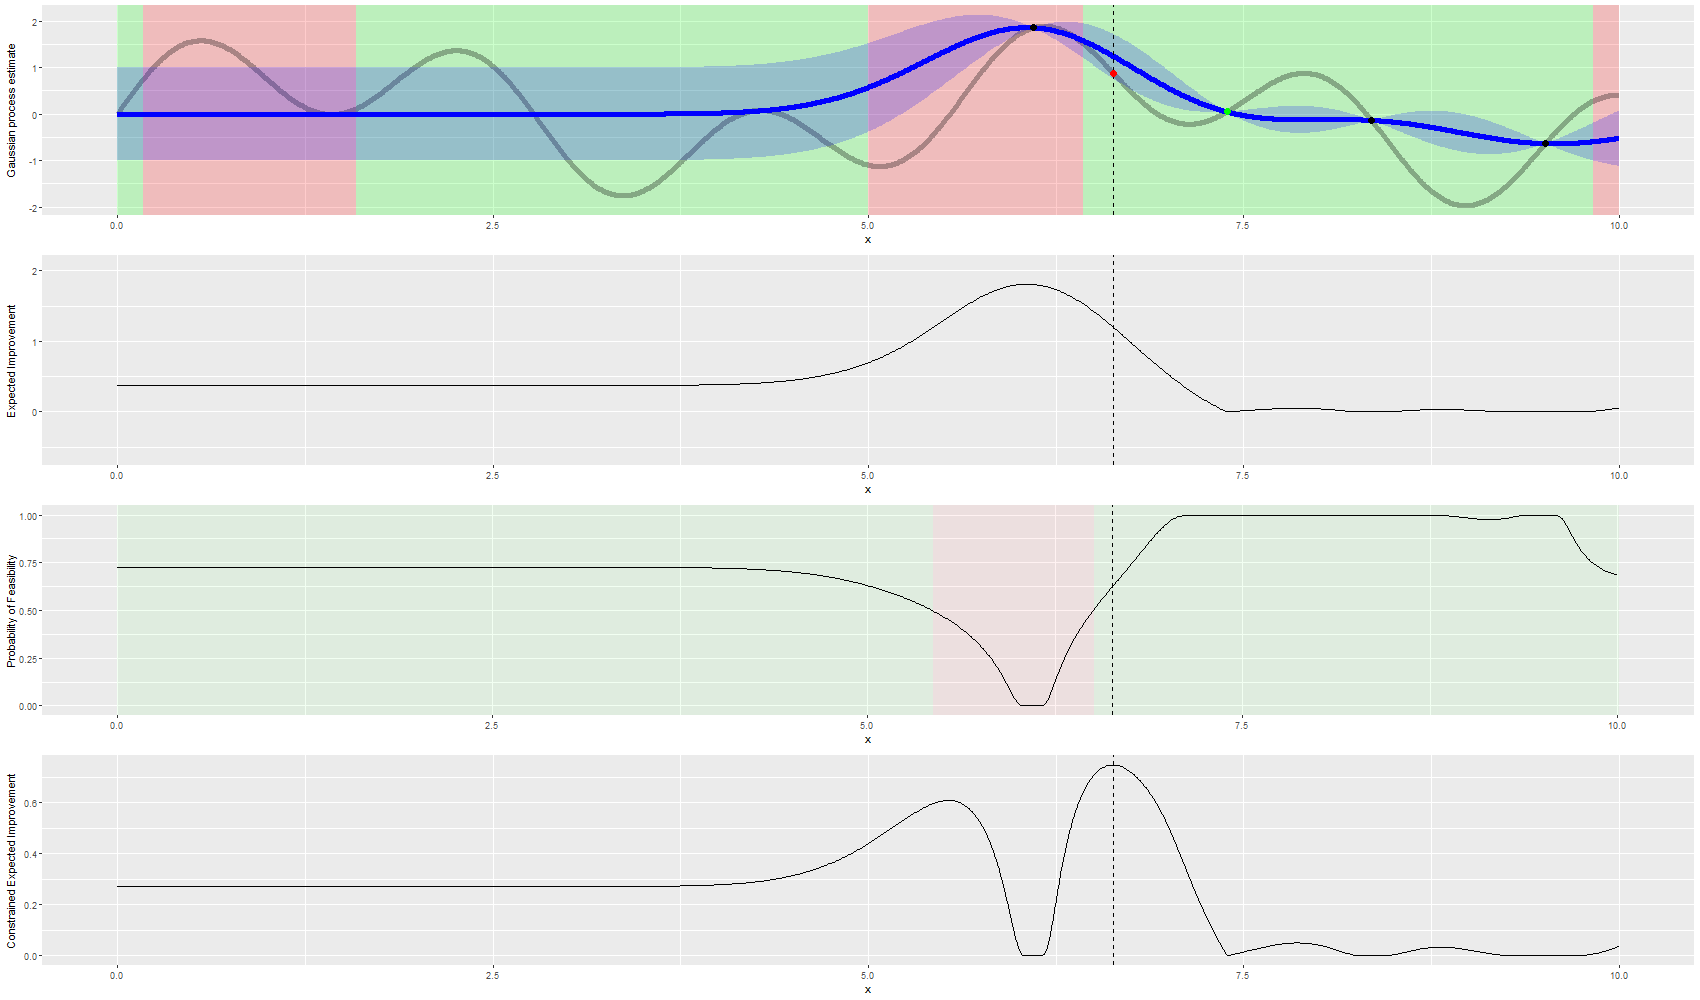 Gaussian process estimate
2
1
0
-1
-2
0.0 2.5 5.0 7.5 10.0
x
Expected Improvement
2
1
0
0.0 2.5 5.0 7.5 10.0
x
Probability of Feasibility
1.00
0.75
0.50
0.25
0.00
0.0 2.5 5.0 7.5 10.0
x
Constrained Expected Improvement
0.6
0.4
0.2
0.0
0.0 2.5 5.0 7.5 10.0
x